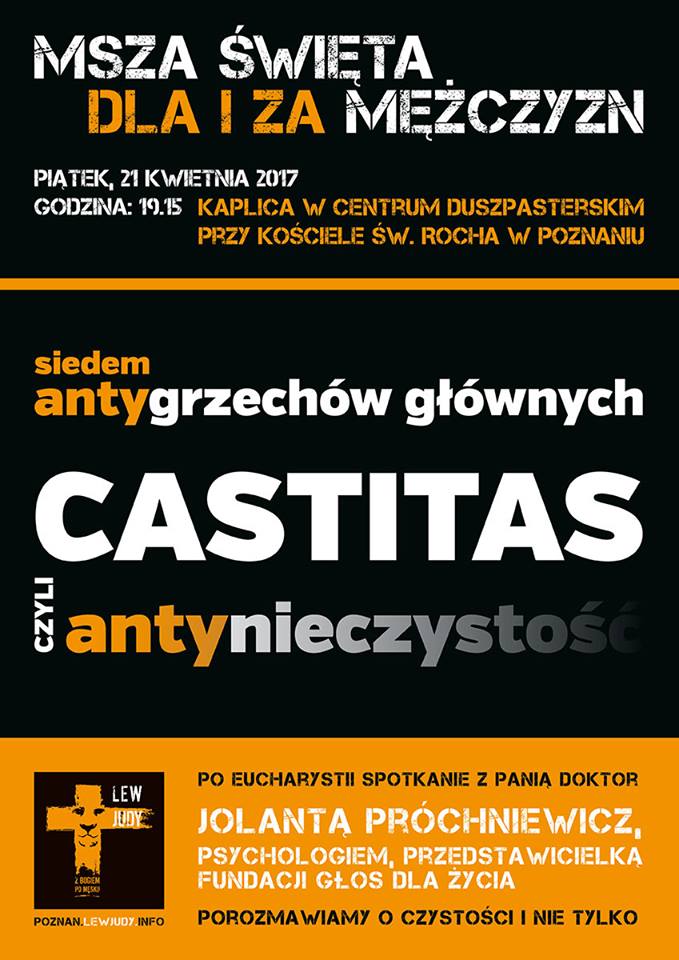 MSZA ŚWIĘTA
DLA I ZA MĘŻCZYZN
PIĄTEK, 21 KWIETNIA 2017
GODZINA: 19.15 KAPLICA W CENTRUM DUSZPASTERSKIM
PRZY KOŚCIELE ŚW. ROCHA W POZNANIU
siedem
antygrzechów głównych
CASTITAS
CZYLI
antynieczystość
LEW
JUDY
Z BOGIEM
PO MĘSKU
POZNAN.LEWJUDY.INFO
PO EUCHARYSTII SPOTKANIE Z PANIĄ DOKTOR
JOLANTĄ PRÓCHNIEWICZ,
PSYCHOLOGIEM, PRZEDSTAWICIELKĄ
FUNDACJI GŁOS DLA ŻYCIA
POROZMAWIAMY O CZYSTOŚCI I NIE TYLKO